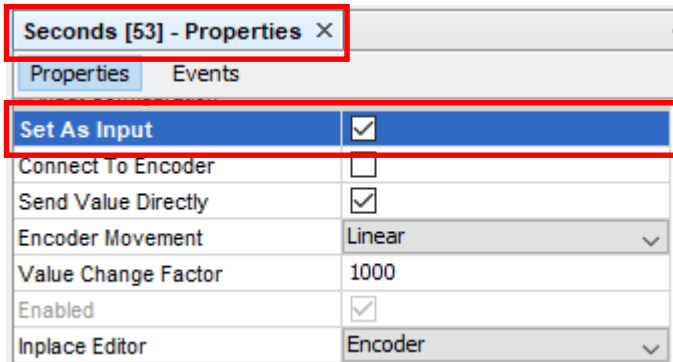 Seconds [53] - Properties ×
Properties Events
Set As Input
Connect To Encoder
Send Value Directly
Encoder Movement Linear
Value Change Factor 1000
Enabled
Inplace Editor Encoder